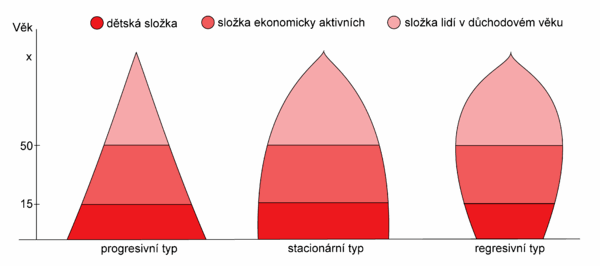 Věk
dětská složka
složka ekonomicky aktivních
složka lidí v důchodovém věku
x
50
15
progresivní typ
stacionární typ
regresivní typ